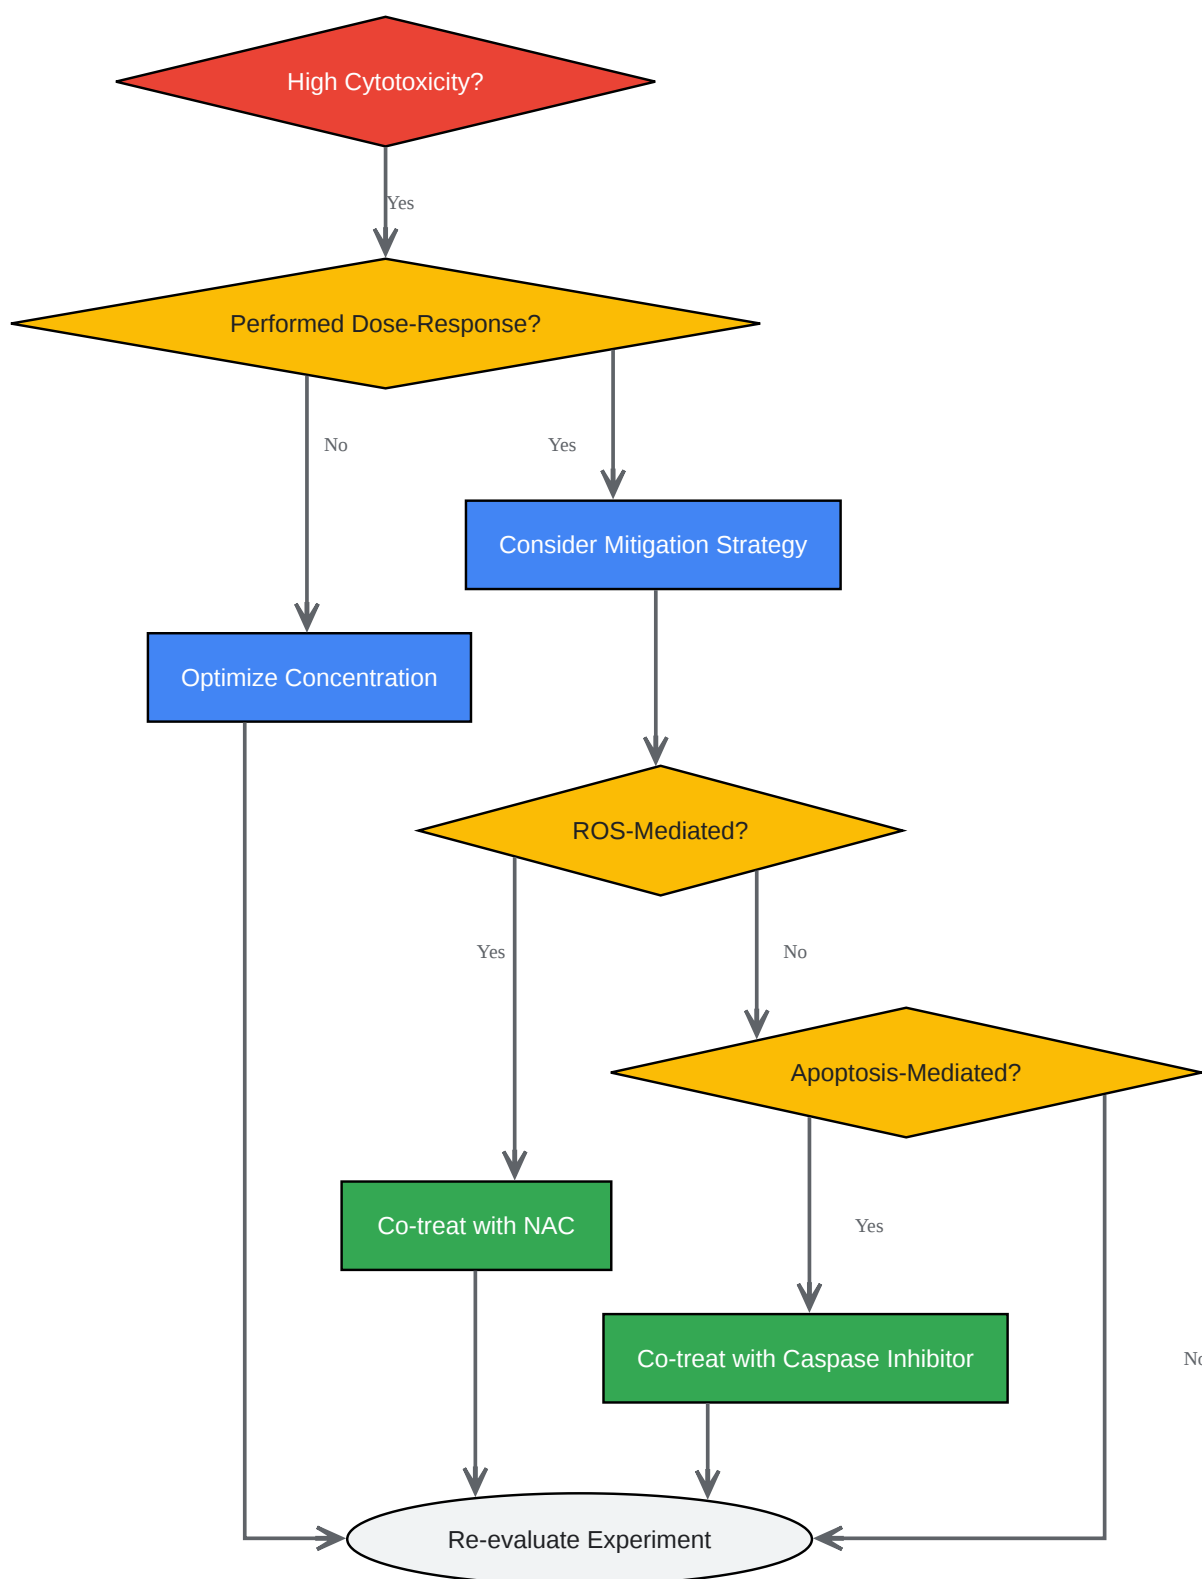 High Cytotoxicity?
Yes
Performed Dose-Response?
No
Yes
Consider Mitigation Strategy
Optimize Concentration
ROS-Mediated?
Yes
No
Apoptosis-Mediated?
Co-treat with NAC
Yes
Co-treat with Caspase Inhibitor
No
Re-evaluate Experiment